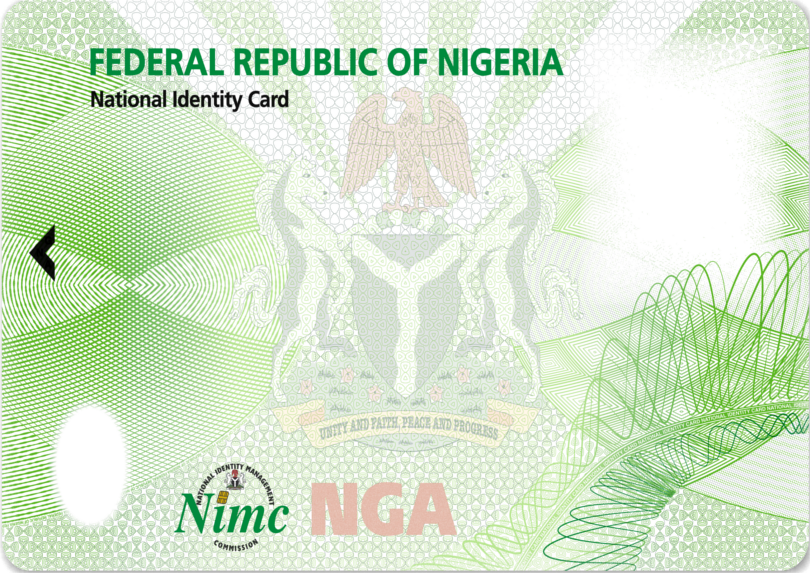 FEDERAL REPUBLIC OF NIGERIA
National Identity Card
UNITY AND FAITH, PEACE AND PROGRESS
NATIONAL IDENTITY MANAGEMENT
Nimc
COMMISSION
NGA